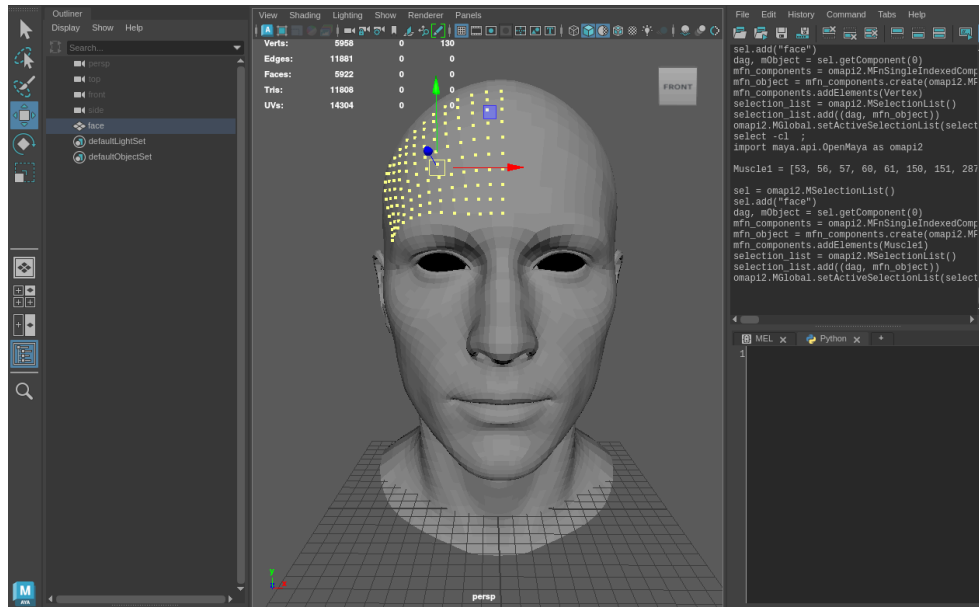 Outliner
Display Show Help
Search...
persp
top
front
side
face
defaultLightSet
defaultObjectSet
M
AYA
View Shading Lighting Show Renderer Panels
Verts: 5958 0 130
Edges: 11881 0 0
Faces: 5922 0 0
Tris: 11808 0 0
UVs: 14304 0 0
FRONT
y
x
persp
File Edit History Command Tabs Help
sel.add("face")
dag, mObject = sel.getComponent(0)
mfn_components = omapi2.MFnSingleIndexedComp
mfn_object = mfn_components.create(omapi2.MF
mfn_components.addElements(Vertex)
selection_list = omapi2.MSelectionList()
selection_list.add((dag, mfn_object))
omapi2.MGlobal.setActiveSelectionList(select
select -cl ;
import maya.api.OpenMaya as omapi2
Muscle1 = [53, 56, 57, 60, 61, 150, 151, 287
sel = omapi2.MSelectionList()
sel.add("face")
dag, mObject = sel.getComponent(0)
mfn_components = omapi2.MFnSingleIndexedComp
mfn_object = mfn_components.create(omapi2.MF
mfn_components.addElements(Muscle1)
selection_list = omapi2.MSelectionList()
selection_list.add((dag, mfn_object))
omapi2.MGlobal.setActiveSelectionList(select
MEL Python +
1